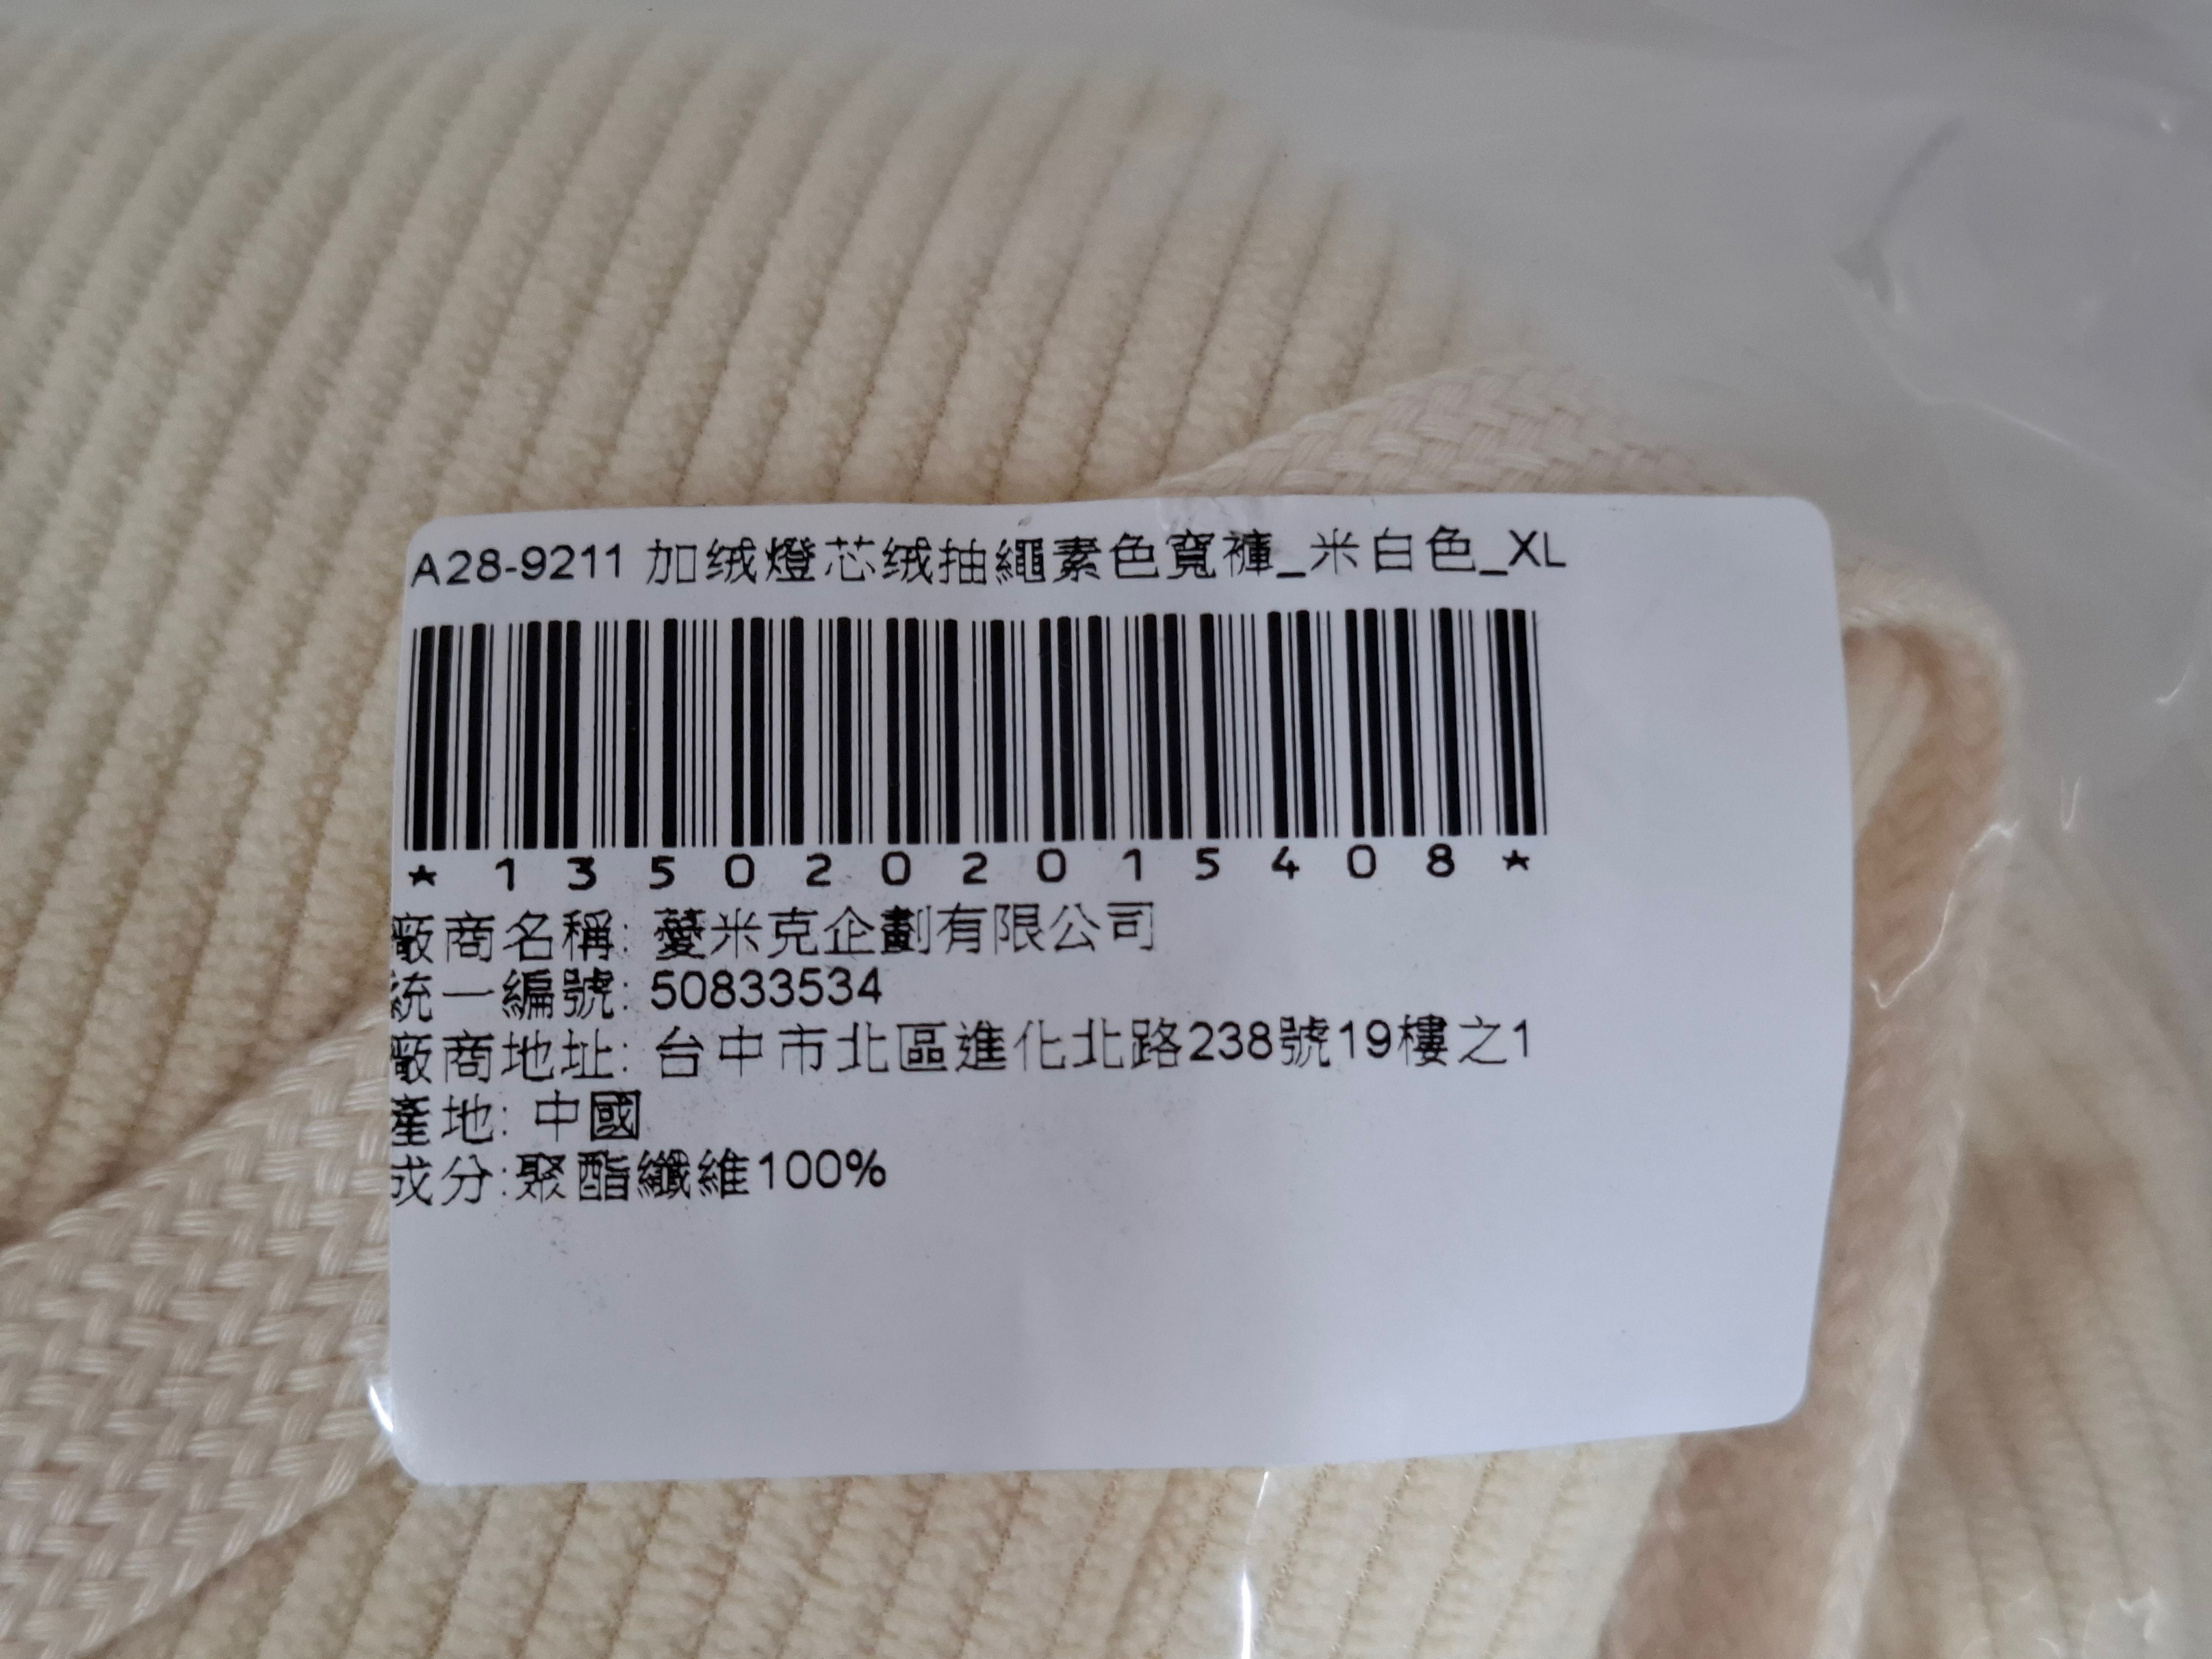 A28-9211 加绒燈芯绒抽繩素色寬褲_米白色_XL
*1350202015408*
廠商名稱: 薆米克企劃有限公司
統一編號: 50833534
廠商地址: 台中市北區進化北路238號19樓之1
產地: 中國
成分:聚酯纖維100%